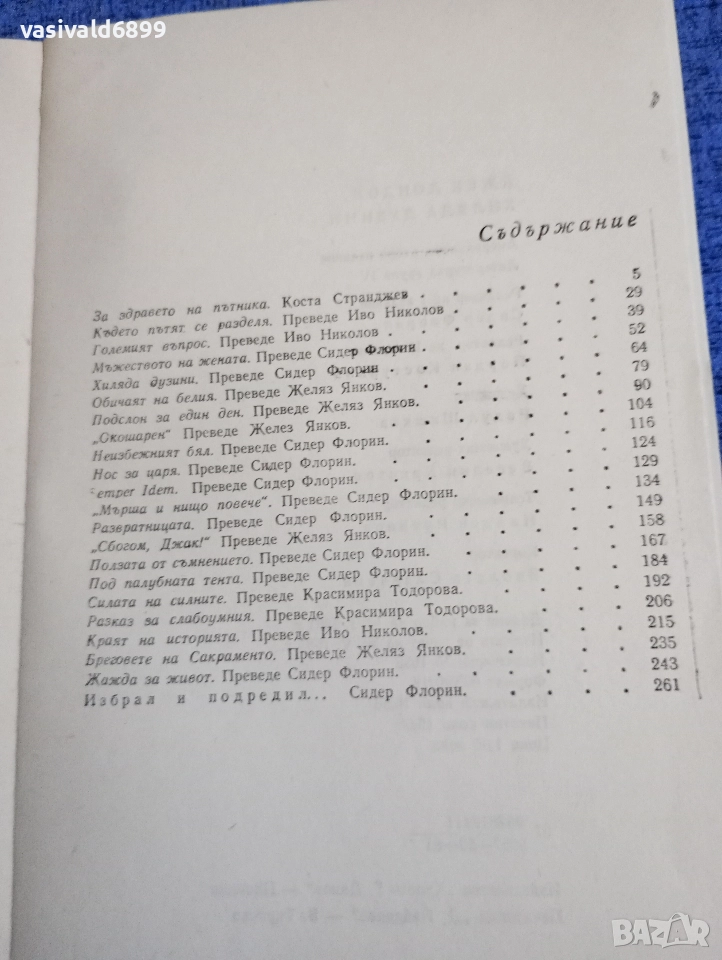 vasivald6899
Съдържание
За здравето на пътника. Коста Странджев . . . . . 5
Където пътят се разделя. Преведе Иво Николов . . . . . 29
Големият въпрос. Преведе Иво Николов . . . . . 39
Мъжеството на жената. Преведе Сидер Флорин . . . . . 52
Хиляда дузини. Преведе Сидер Флорин . . . . . 64
Обичаят на белия. Преведе Желяз Янков. . . . . . 79
Подслон за един ден. Преведе Желяз Янков. . . . . . 90
„Окошарен“ Преведе Желез Янков. . . . . . 104
Неизбежният бял. Преведе Сидер Флорин. . . . . . 116
Нос за царя. Преведе Сидер Флорин. . . . . . 124
emper Idem. Преведе Сидер Флорин. . . . . . 129
„Мърша и нищо повече“. Преведе Сидер Флорин. . . . . . 134
Развратницата. Преведе Сидер Флорин. . . . . . 149
„Сбогом, Джак!“ Преведе Желяз Янков. . . . . . 158
Ползата от съмнението. Преведе Сидер Флорин. . . . . . 167
Под палубната тента. Преведе Сидер Флорин. . . . . . 184
Силата на силните. Преведе Красимира Тодорова. . . . . 192
Разказ за слабоумния. Преведе Красимира Тодорова. . . . . 206
Краят на историята. Преведе Иво Николов. . . . . . 215
Бреговете на Сакраменто. Преведе Желяз Янков. . . . . . 235
Жажда за живот. Преведе Сидер Флорин. . . . . . 243
Избрал и подредил... Сидер Флорин. . . . . . 261
BAZAR